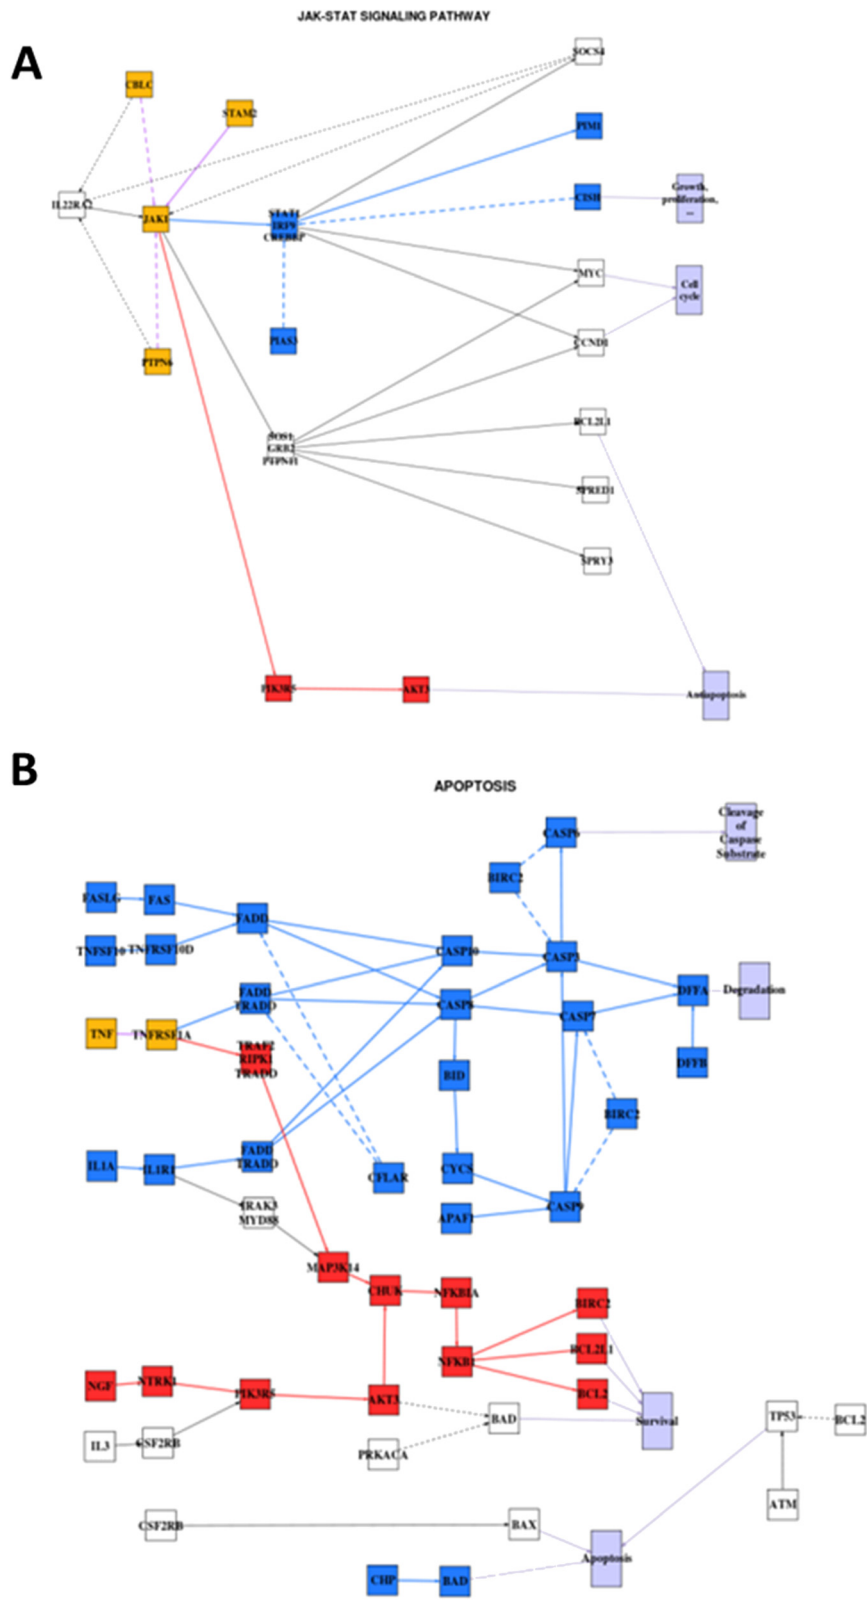 JAK-STAT SIGNALING PATHWAY
A
SOCS4
CBLC
STAM2
PIM1
IL22RA2
JAK1
STAT1
IRF9
CREBBP
CISH
Growth,
proliferation,
...
MYC
Cell
cycle
PIAS3
CCND1
PTPN6
BCL2L1
SOS1
GRB2
PTPN11
SPRED1
SPRY3
PIK3R5
AKT3
Antiapoptosis
B
APOPTOSIS
CASP6
Cleavage
of
Caspase
Substrate
BIRC2
FASLG
FAS
FADD
TNFSF10
TNFRSF10D
CASP10
CASP3
FADD
TRADD
CASP8
CASP7
DFFA
Degradation
TNF
TNFRSF1A
TRAF2
RIPK1
TRADD
BID
DFFB
BIRC2
IL1A
IL1R1
FADD
TRADD
CFLAR
CYCS
CASP9
APAF1
IRAK3
MYD88
MAP3K14
CHUK
NFKBIA
BIRC2
NFKB1
BCL2L1
NGF
NTRK1
PIK3R5
AKT3
BCL2
BAD
Survival
TP53
BCL2
IL3
CSF2RB
PRKACA
ATM
CSF2RB
BAX
Apoptosis
CHP
BAD